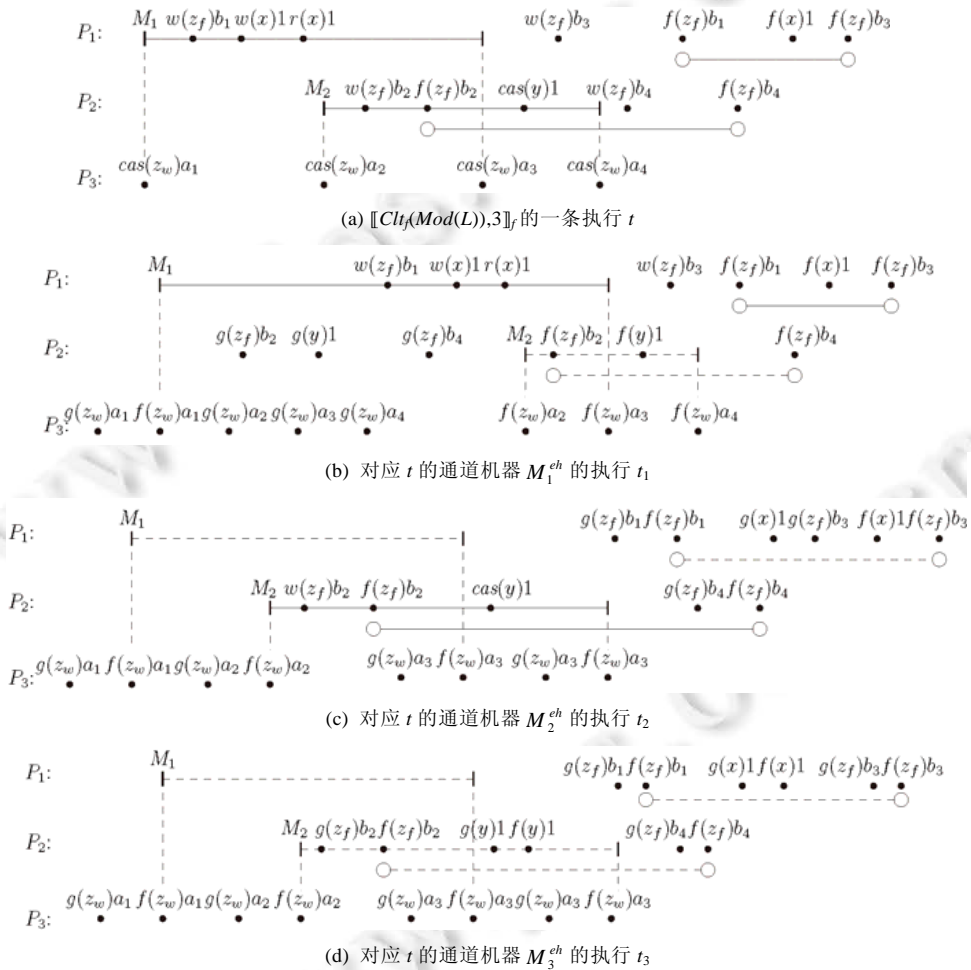 M₁ w(z_f)b₁ w(x)1 r(x)1 w(z_f)b₃ f(z_f)b₁ f(x)1 f(z_f)b₃
P₁:
M₂ w(z_f)b₂ f(z_f)b₂ cas(y)1 w(z_f)b₄ f(z_f)b₄
P₂:
cas(z_w)a₁ cas(z_w)a₂ cas(z_w)a₃ cas(z_w)a₄
P₃:
(a) ⟦Clt_f(Mod(L)),3⟧_f 的一条执行 t
M₁ w(z_f)b₁ w(x)1 r(x)1 w(z_f)b₃ f(z_f)b₁ f(x)1 f(z_f)b₃
P₁:
g(z_f)b₂ g(y)1 g(z_f)b₄ M₂ f(z_f)b₂ f(y)1 f(z_f)b₄
P₂:
g(z_w)a₁ f(z_w)a₁ g(z_w)a₂ g(z_w)a₃ g(z_w)a₄ f(z_w)a₂ f(z_w)a₃ f(z_w)a₄
P₃:
(b) 对应 t 的通道机器 M₁^eh 的执行 t₁
M₁ g(z_f)b₁ f(z_f)b₁ g(x)1 g(z_f)b₃ f(x)1 f(z_f)b₃
P₁:
M₂ w(z_f)b₂ f(z_f)b₂ cas(y)1 g(z_f)b₄ f(z_f)b₄
P₂:
g(z_w)a₁ f(z_w)a₁ g(z_w)a₂ f(z_w)a₂ g(z_w)a₃ f(z_w)a₃ g(z_w)a₃ f(z_w)a₃
P₃:
(c) 对应 t 的通道机器 M₂^eh 的执行 t₂
M₁ g(z_f)b₁ f(z_f)b₁ g(x)1 f(x)1 g(z_f)b₃ f(z_f)b₃
P₁:
M₂ g(z_f)b₂ f(z_f)b₂ g(y)1 f(y)1 g(z_f)b₄ f(z_f)b₄
P₂:
g(z_w)a₁ f(z_w)a₁ g(z_w)a₂ f(z_w)a₂ g(z_w)a₃ f(z_w)a₃ g(z_w)a₃ f(z_w)a₃
P₃:
(d) 对应 t 的通道机器 M₃^eh 的执行 t₃